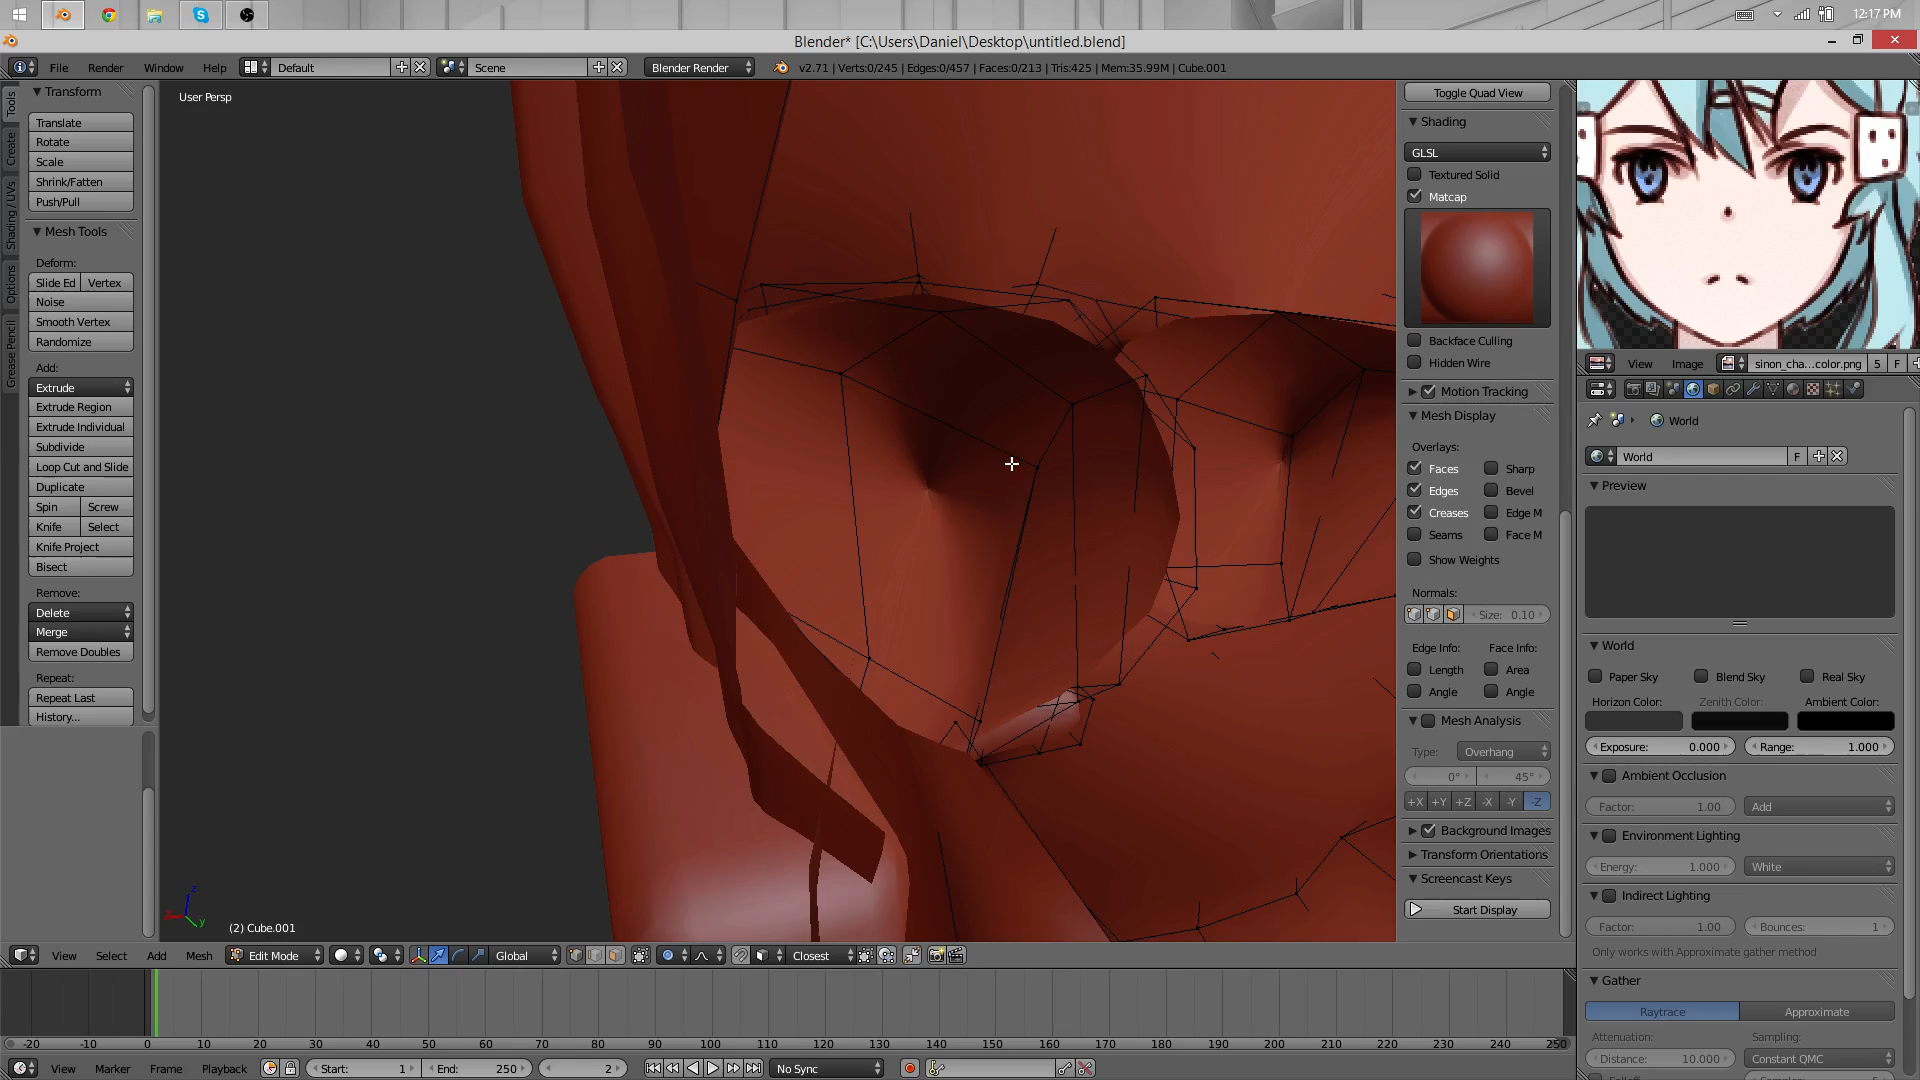 12:17 PM
Blender* [C:\Users\Daniel\Desktop\untitled.blend]
File Render Window Help Default Scene Blender Render v2.71 | Verts:0/245 | Edges:0/457 | Faces:0/213 | Tris:425 | Mem:35.99M | Cube.001
Tools
Create
Shading / UVs
Options
Grease Pencil
Transform
Translate
Rotate
Scale
Shrink/Fatten
Push/Pull
Mesh Tools
Deform:
Slide Ed Vertex
Noise
Smooth Vertex
Randomize
Add:
Extrude
Extrude Region
Extrude Individual
Subdivide
Loop Cut and Slide
Duplicate
Spin Screw
Knife Select
Knife Project
Bisect
Remove:
Delete
Merge
Remove Doubles
Repeat:
Repeat Last
History...
User Persp
(2) Cube.001
Toggle Quad View
Shading
GLSL
Textured Solid
Matcap
Backface Culling
Hidden Wire
Motion Tracking
Mesh Display
Overlays:
Faces Sharp
Edges Bevel
Creases Edge M
Seams Face M
Show Weights
Normals:
Size: 0.10
Edge Info: Face Info:
Length Area
Angle Angle
Mesh Analysis
Type: Overhang
0° 45°
+X +Y +Z -X -Y -Z
Background Images
Transform Orientations
Screencast Keys
Start Display
View Image sinon_cha...color.png 5 F
World
World F
Preview
World
Paper Sky Blend Sky Real Sky
Horizon Color: Zenith Color: Ambient Color:
Exposure: 0.000 Range: 1.000
Ambient Occlusion
Factor: 1.00 Add
Environment Lighting
Energy: 1.000 White
Indirect Lighting
Factor: 1.00 Bounces: 1
Only works with Approximate gather method
Gather
Raytrace Approximate
Attenuation: Sampling:
Distance: 10.000 Constant QMC
View Select Add Mesh Edit Mode Global Closest
-20 -10 0 10 20 30 40 50 60 70 80 90 100 110 120 130 140 150 160 170 180 190 200 210 220 230 240 250
View Marker Frame Playback Start: 1 End: 250 2 No Sync